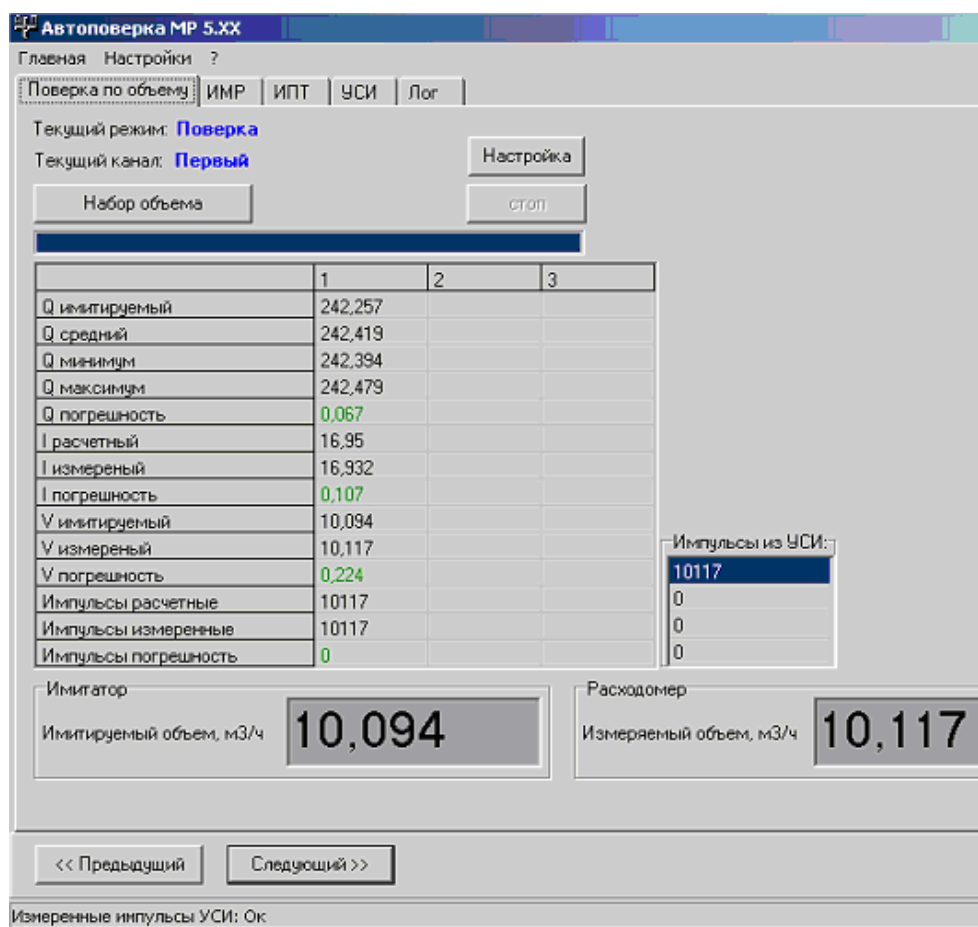 Автоповерка МР 5.XX
Главная Настройки ?
Поверка по объему ИМР ИПТ УСИ Лог
Текущий режим: Поверка
Текущий канал: Первый
Настройка
Набор объема стоп
1 2 3
Q имитируемый 242,257
Q средний 242,419
Q минимум 242,394
Q максимум 242,479
Q погрешность 0,067
I расчетный 16,95
I измереный 16,932
I погрешность 0,107
V имитируемый 10,094
V измереный 10,117
V погрешность 0,224
Импульсы расчетные 10117
Импульсы измеренные 10117
Импульсы погрешность 0
Импульсы из УСИ:
10117
0
0
0
Имитатор
Имитируемый объем, м3/ч 10,094
Расходомер
Измеряемый объем, м3/ч 10,117
<< Предыдущий Следующий >>
Измеренные импульсы УСИ: Ок